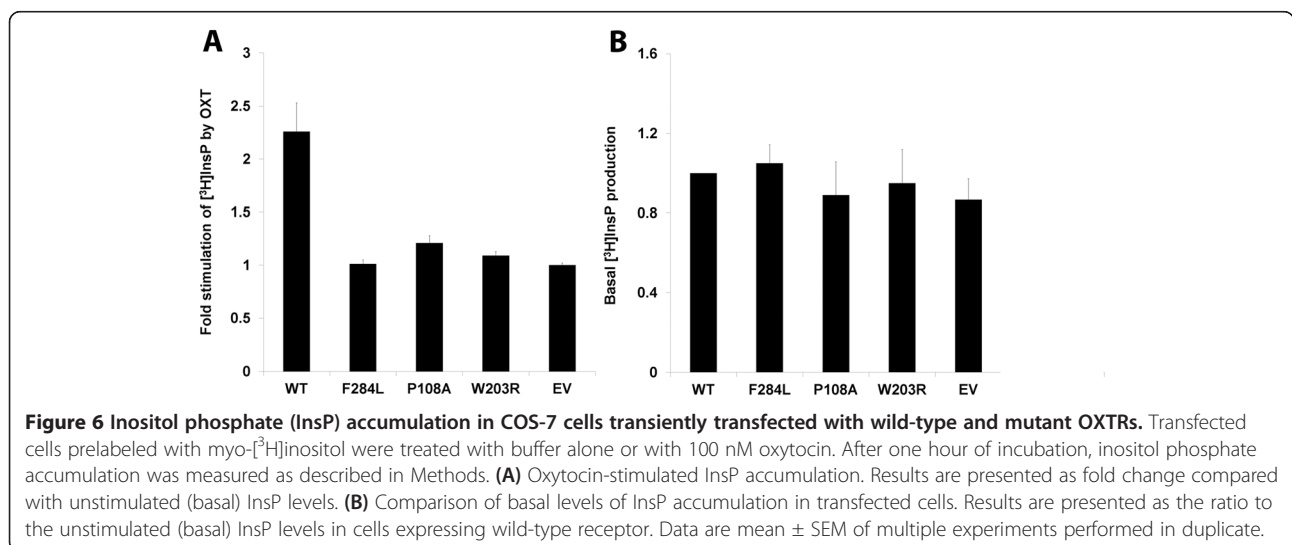 A
Fold stimulation of [³H]InsP by OXT
3
2.5
2
1.5
1
0.5
0
WT F284L P108A W203R EV
B
Basal [³H]InsP production
1.6
1.2
0.8
0.4
0
WT F284L P108A W203R EV
Figure 6 Inositol phosphate (InsP) accumulation in COS-7 cells transiently transfected with wild-type and mutant OXTRs. Transfected
cells prelabeled with myo-[³H]inositol were treated with buffer alone or with 100 nM oxytocin. After one hour of incubation, inositol phosphate
accumulation was measured as described in Methods. (A) Oxytocin-stimulated InsP accumulation. Results are presented as fold change compared
with unstimulated (basal) InsP levels. (B) Comparison of basal levels of InsP accumulation in transfected cells. Results are presented as the ratio to
the unstimulated (basal) InsP levels in cells expressing wild-type receptor. Data are mean ± SEM of multiple experiments performed in duplicate.